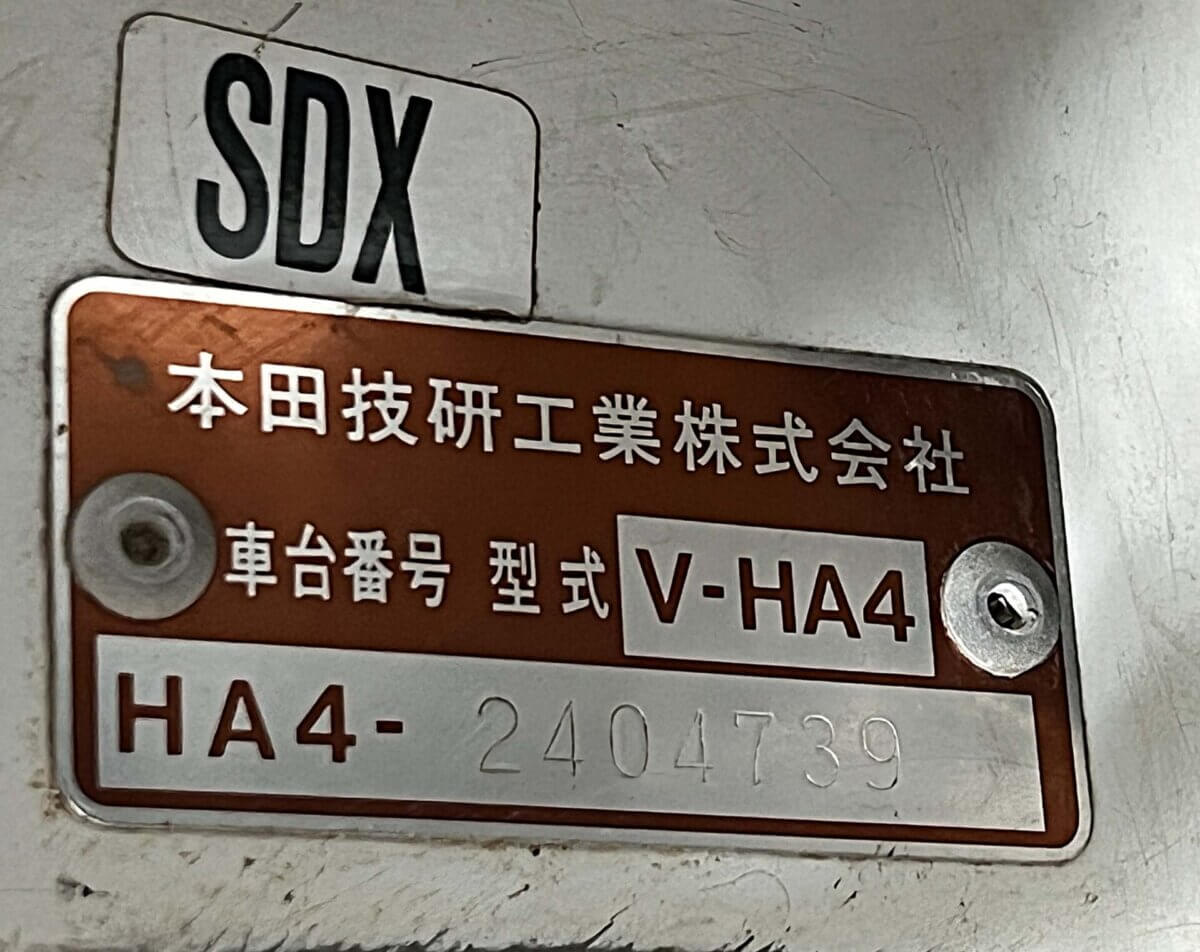 SDX
本田技研工業株式会社
車台番号 型式 V-HA4
HA4- 2404739